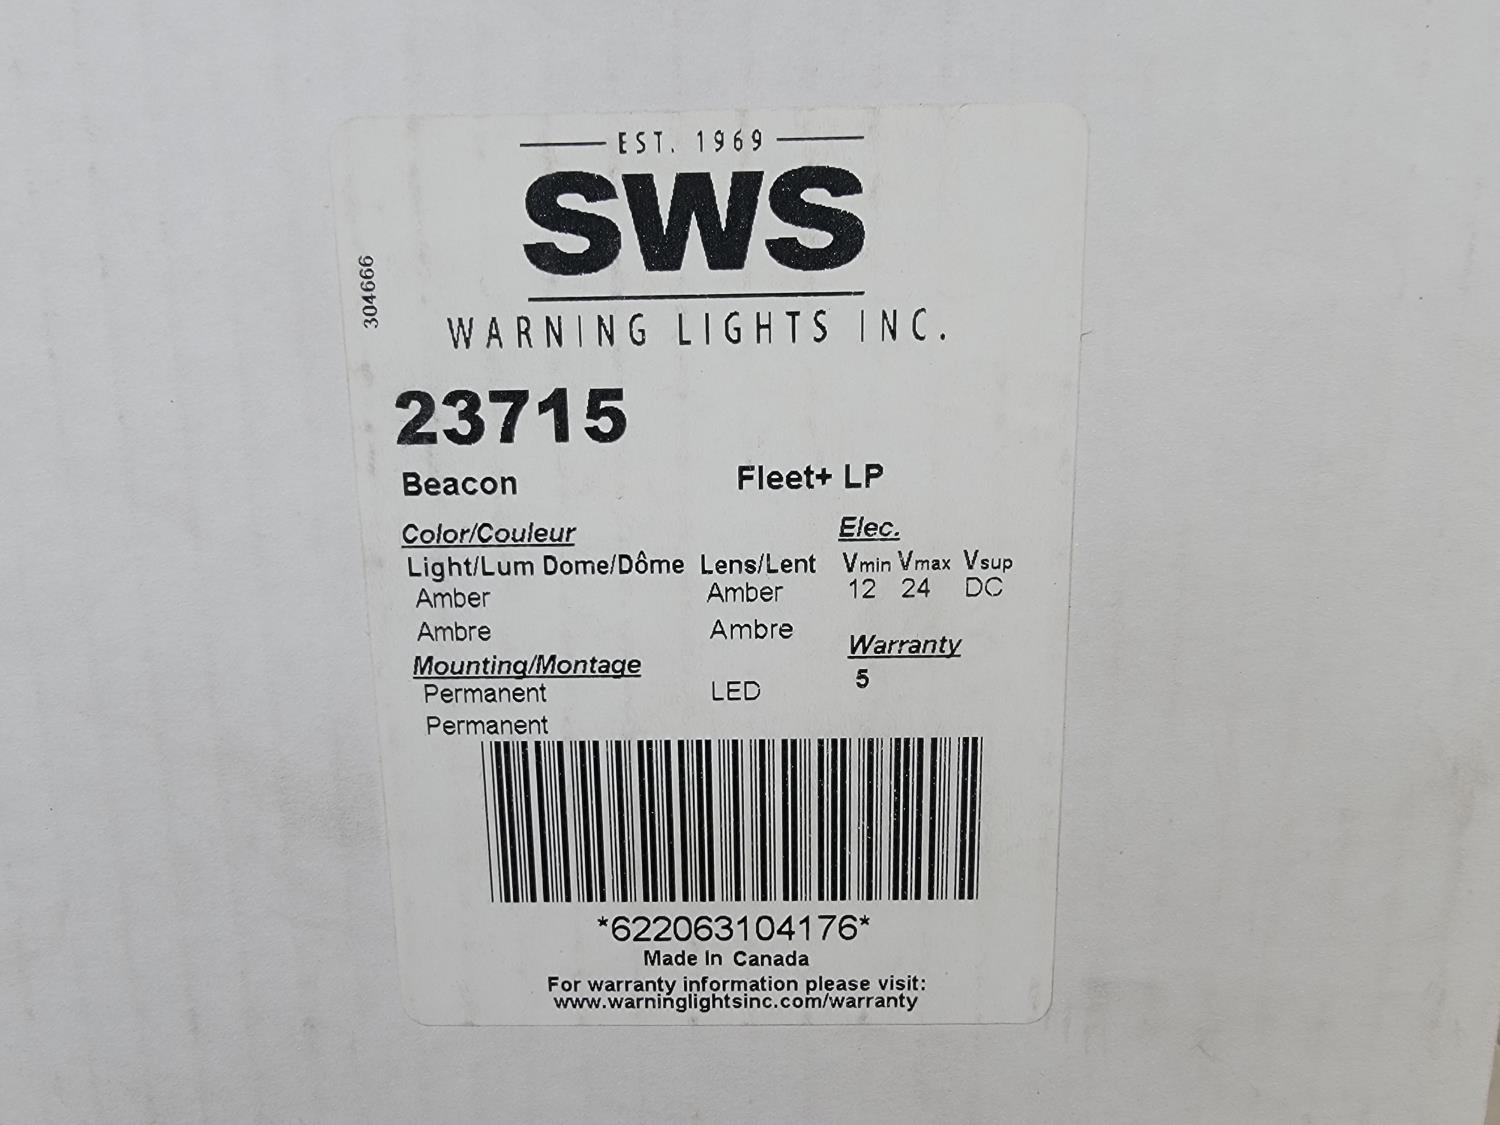 EST. 1969
SWS
WARNING LIGHTS INC.
304666
23715
Beacon Fleet+ LP
Color/Couleur Elec.
Light/Lum Dome/Dôme Lens/Lent Vmin Vmax Vsup
Amber Amber 12 24 DC
Ambre Ambre
Warranty
Mounting/Montage
5
Permanent LED
Permanent
*622063104176*
Made In Canada
For warranty information please visit:
www.warninglightsinc.com/warranty